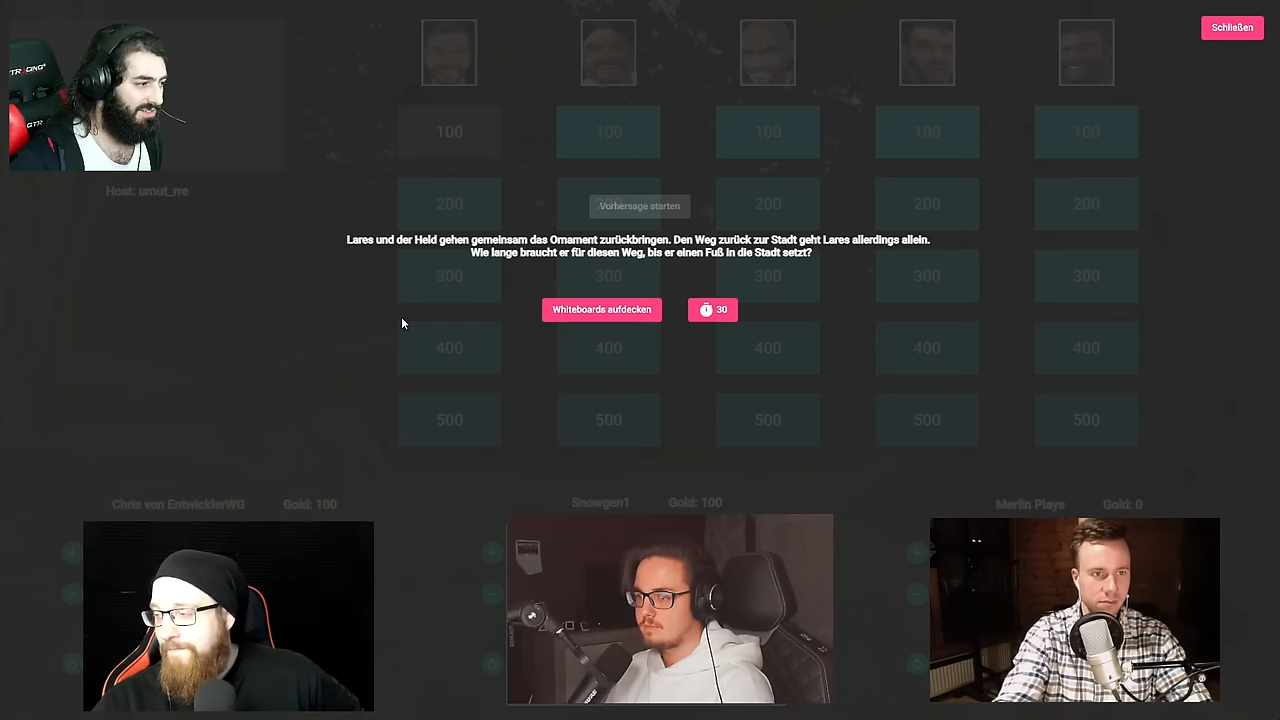 Schließen
TRACING
GTR
100 100 100 100 100
Host: umut_rre
200 200 200 200
Vorhersage starten
Lares und der Held gehen gemeinsam das Ornament zurückbringen. Den Weg zurück zur Stadt geht Lares allerdings allein.
Wie lange braucht er für diesen Weg, bis er einen Fuß in die Stadt setzt?
300 300 300 300 300
Whiteboards aufdecken 30
400 400 400 400 400
500 500 500 500 500
Chris von EntwicklerWG Gold: 100
Snowgen1 Gold: 100
Merlin Plays Gold: 0